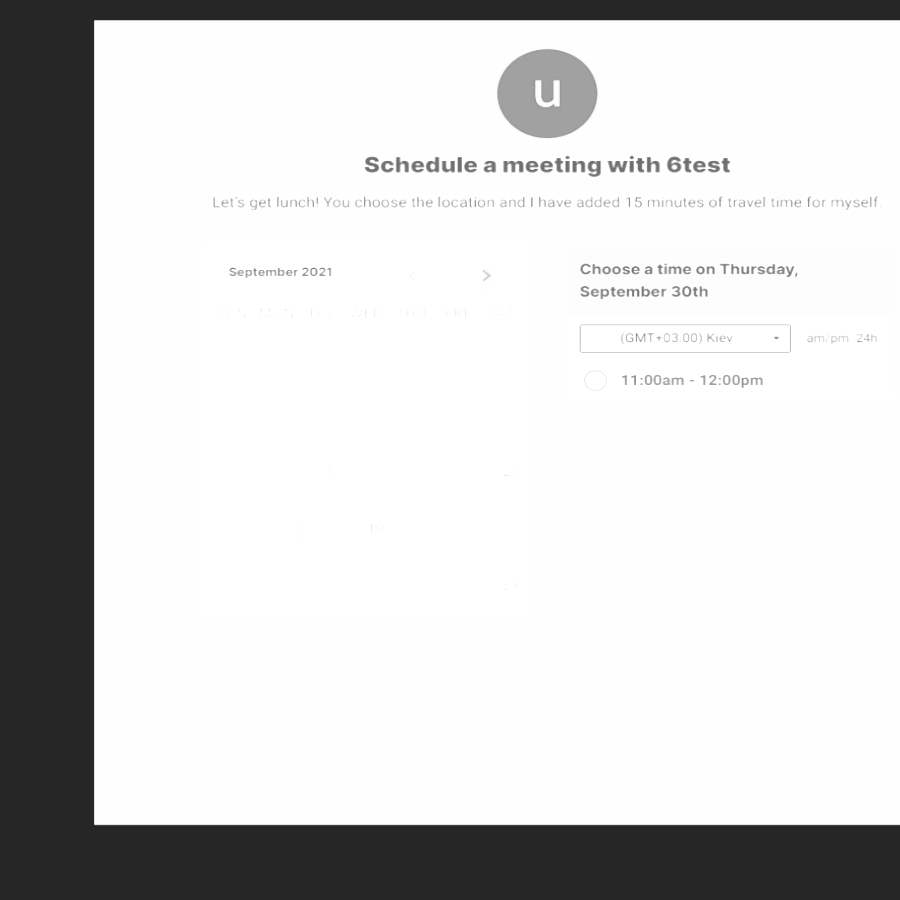 u
Schedule a meeting with 6test
Let's get lunch! You choose the location and I have added 15 minutes of travel time for myself.
September 2021
Choose a time on Thursday,
September 30th
(GMT+03:00) Kiev
am/pm 24h
11:00am - 12:00pm